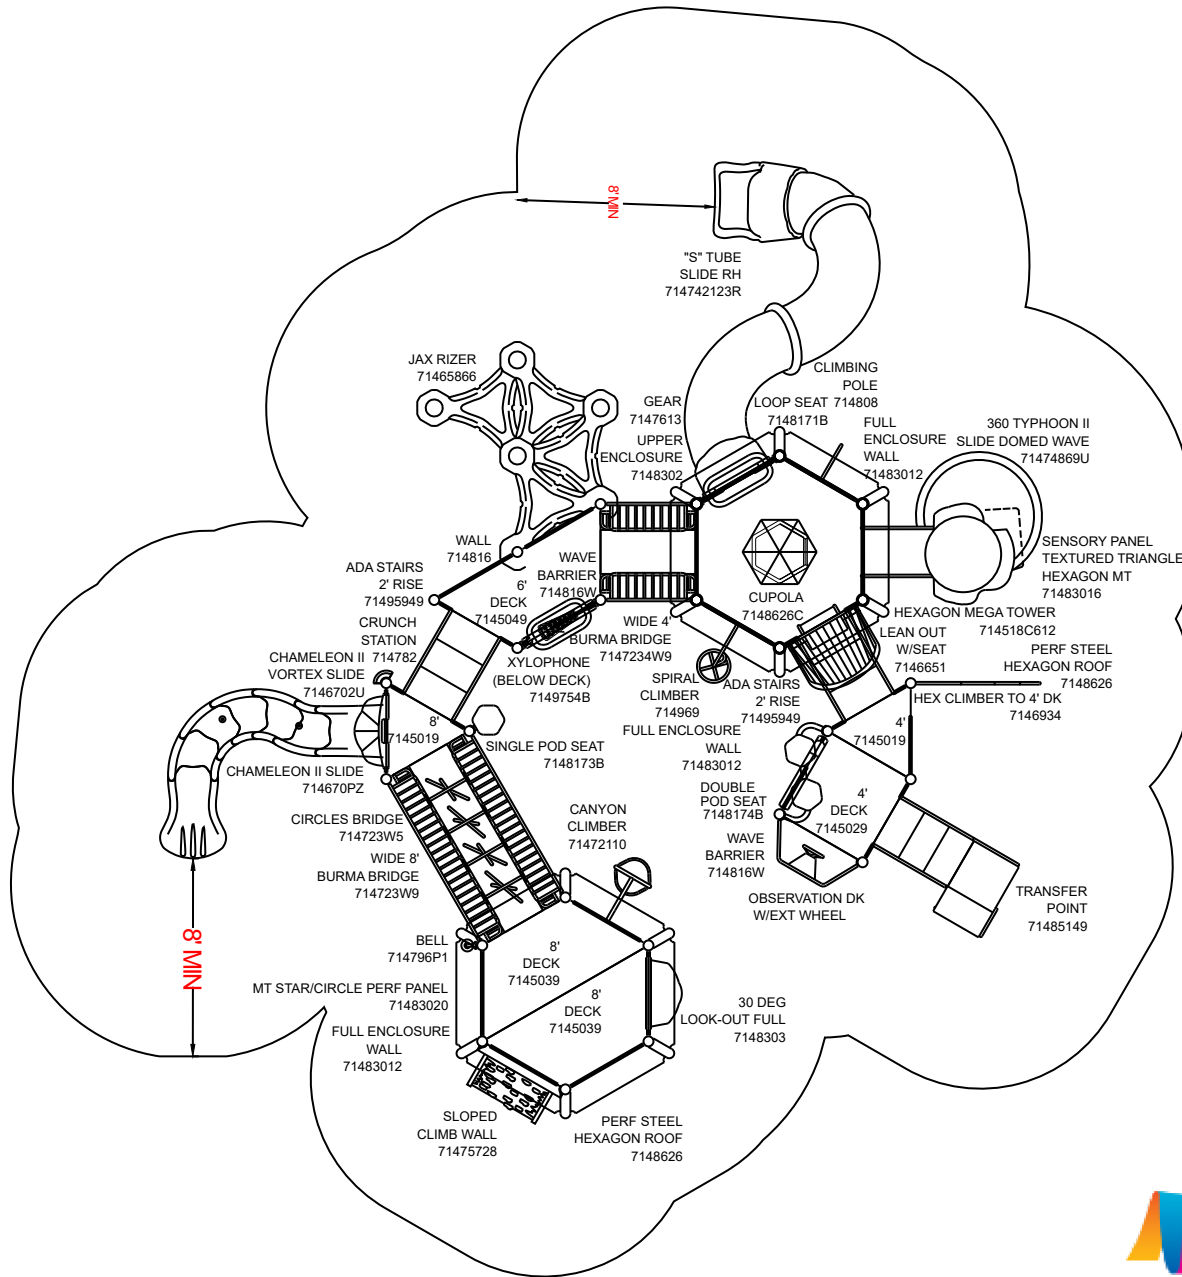 8' MIN
"S" TUBE
SLIDE RH
714742123R
JAX RIZER
71465866
CLIMBING
POLE
714808
GEAR
7147613
LOOP SEAT
7148171B
UPPER
ENCLOSURE
7148302
FULL
ENCLOSURE
WALL
71483012
360 TYPHOON II
SLIDE DOMED WAVE
71474869U
WALL
714816
WAVE
BARRIER
714816W
SENSORY PANEL
TEXTURED TRIANGLE
HEXAGON MT
71483016
ADA STAIRS
2' RISE
71495949
6'
DECK
7145049
CUPOLA
7148626C
HEXAGON MEGA TOWER
714518C612
CRUNCH
STATION
714782
WIDE 4'
BURMA BRIDGE
7147234W9
LEAN OUT
W/SEAT
7146651
PERF STEEL
HEXAGON ROOF
7148626
CHAMELEON II
VORTEX SLIDE
7146702U
XYLOPHONE
(BELOW DECK)
7149754B
SPIRAL
CLIMBER
714969
ADA STAIRS
2' RISE
71495949
HEX CLIMBER TO 4' DK
7146934
8'
7145019
4'
7145019
SINGLE POD SEAT
7148173B
FULL ENCLOSURE
WALL
71483012
CHAMELEON II SLIDE
714670PZ
DOUBLE
POD SEAT
7148174B
4'
DECK
7145029
CIRCLES BRIDGE
714723W5
CANYON
CLIMBER
71472110
WAVE
BARRIER
714816W
WIDE 8'
BURMA BRIDGE
714723W9
OBSERVATION DK
W/EXT WHEEL
TRANSFER
POINT
71485149
8' MIN
BELL
714796P1
8'
DECK
7145039
MT STAR/CIRCLE PERF PANEL
71483020
8'
DECK
7145039
30 DEG
LOOK-OUT FULL
7148303
FULL ENCLOSURE
WALL
71483012
SLOPED
CLIMB WALL
71475728
PERF STEEL
HEXAGON ROOF
7148626